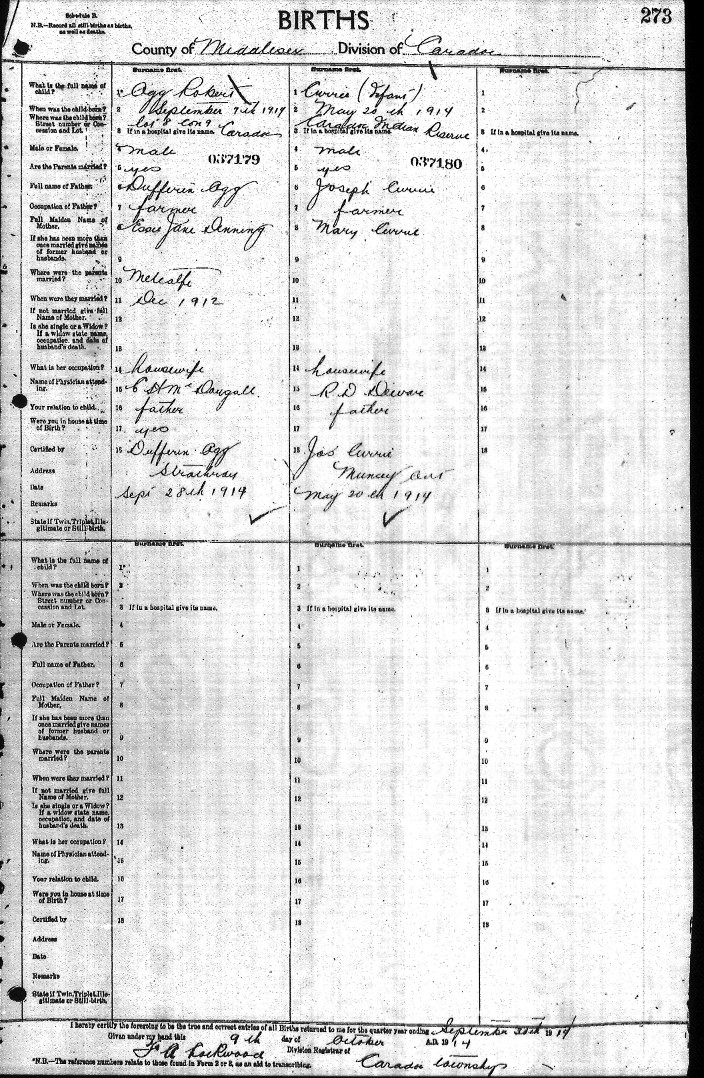 Schedule B.
N.B.—Record all still-births as births,
as well as deaths.
BIRTHS
273
County of Middlesex Division of Caradoc
Surname first.
Surname first.
Surname first.
What is the full name of
child?
1 Agg Robert
1 Currie (Infant)
1
When was the child born?
2 September 7th 1914
2 May 20th 1914
2
Where was the child born?
Street number or Con-
cession and Lot.
lot 8 Con 9
3 If in a hospital give its name. Caradoc
Caradoc Indian Reserve
3 If in a hospital give its name.
3 If in a hospital give its name.
Male or Female.
4 male
4 male
4
037179
037180
Are the Parents married?
5 yes
5 yes
5
Full name of Father.
6 Dufferin Agg
6 Joseph Currie
6
Occupation of Father?
7 farmer
7 farmer
7
Full Maiden Name of
Mother.
8 Essie Jane Denning
8 Mary Currie
8
If she has been more than
once married give names
of former husband or
husbands.
9
9
9
Where were the parents
married?
10 Metcalfe
10
10
When were they married?
11 Dec 1912
11
11
If not married give full
Name of Mother.
12
12
12
Is she single or a Widow?
If a widow state name,
occupation, and date of
husband's death.
13
13
13
What is her occupation?
14 housewife
14 housewife
14
Name of Physician attend-
ing.
15 C H McDougall
15 R D Dewar
15
Your relation to child.
16 father
16 father
16
Were you in house at time
of Birth?
17 yes
17
17
Certified by
18 Dufferin Agg
18 Jos Currie
18
Address
Strathroy
Muncey Ont
Date
Sept 28th 1914
May 20th 1914
Remarks
State if Twin, Triplet, Ille-
gitimate or Still-birth.
Surname first.
Surname first.
Surname first.
What is the full name of
child?
1
1
1
When was the child born?
2
2
2
Where was the child born?
Street number or Con-
cession and Lot.
3 If in a hospital give its name.
3 If in a hospital give its name.
3 If in a hospital give its name.
Male or Female.
4
4
4
Are the Parents married?
5
5
5
Full name of Father.
6
6
6
Occupation of Father?
7
7
7
Full Maiden Name of
Mother.
8
8
8
If she has been more than
once married give names
of former husband or
husbands.
9
9
9
Where were the parents
married?
10
10
10
When were they married?
11
11
11
If not married give full
Name of Mother.
12
12
12
Is she single or a Widow?
If a widow state name,
occupation, and date of
husband's death.
13
13
13
What is her occupation?
14
14
14
Name of Physician attend-
ing.
15
15
15
Your relation to child.
16
16
16
Were you in house at time
of Birth?
17
17
17
Certified by
18
18
18
Address
Date
Remarks
State if Twin, Triplet, Ille-
gitimate or Still-birth.
I hereby certify the foregoing to be the true and correct entries of all Births returned to me for the quarter year ending September 30th 1914
Given under my hand this 9th day of October A.D. 1914
F A Lockwood Division Registrar of Caradoc township
*N.B.—The reference numbers relate to those found in Form 2 or 3, as an aid to transcribing.